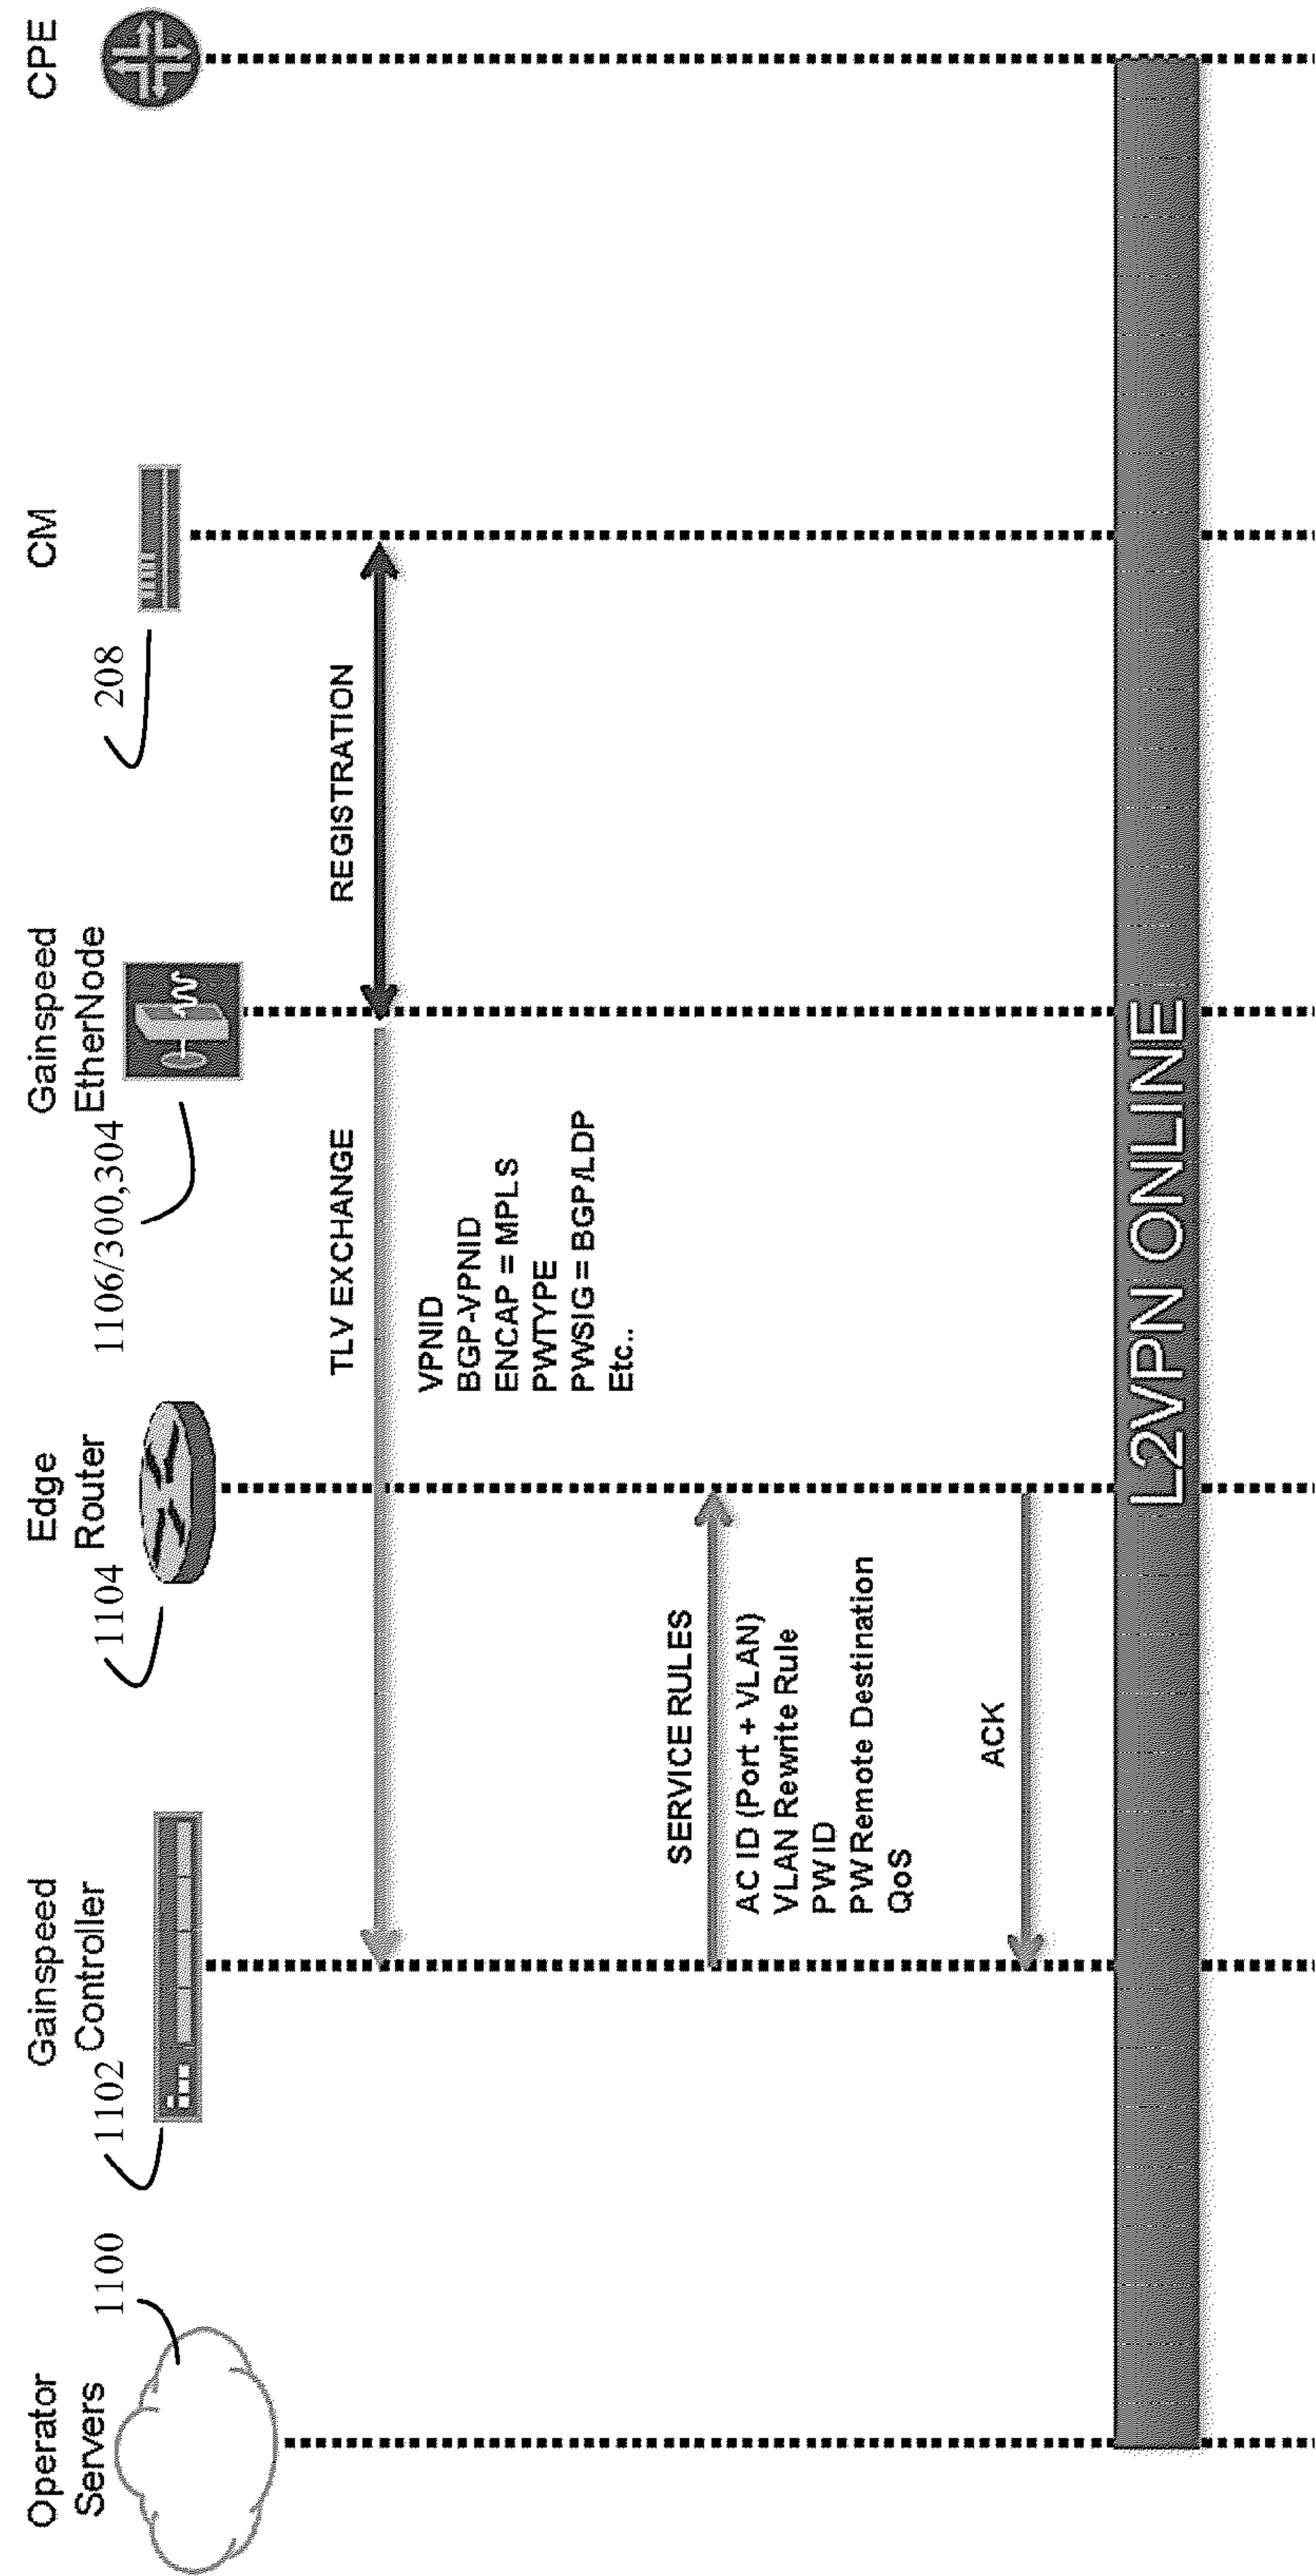 Operator
Servers
1100
Gainspeed
Controller
1102
Edge
Router
1104
Gainspeed
EtherNode
1106/300,304
CM
208
CPE
TLV EXCHANGE
REGISTRATION
VPNID
BGP-VPNID
ENCAP = MPLS
PWTYPE
PWSIG = BGP/LDP
Etc..
SERVICE RULES
AC ID (Port + VLAN)
VLAN Rewrite Rule
PW ID
PW Remote Destination
QoS
ACK
L2VPN ONLINE